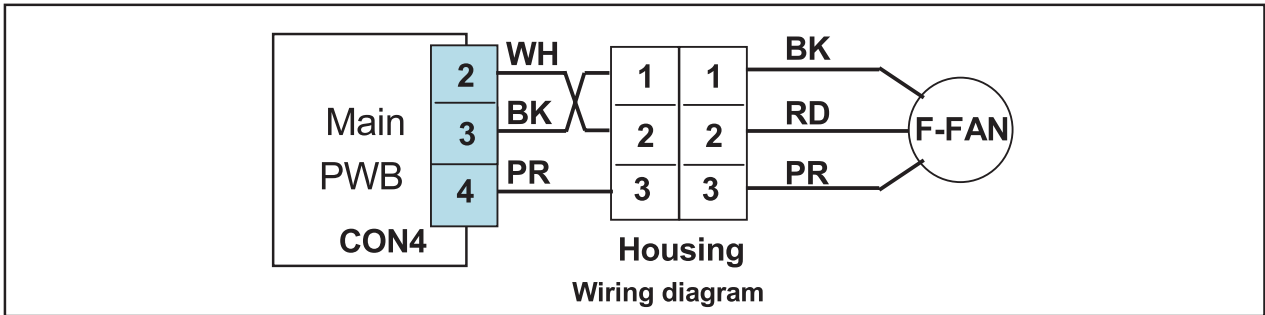 WH
BK
PR
Main
PWB
CON4
2
3
4
1
2
3
1
2
3
BK
RD
PR
F-FAN
Housing
Wiring diagram